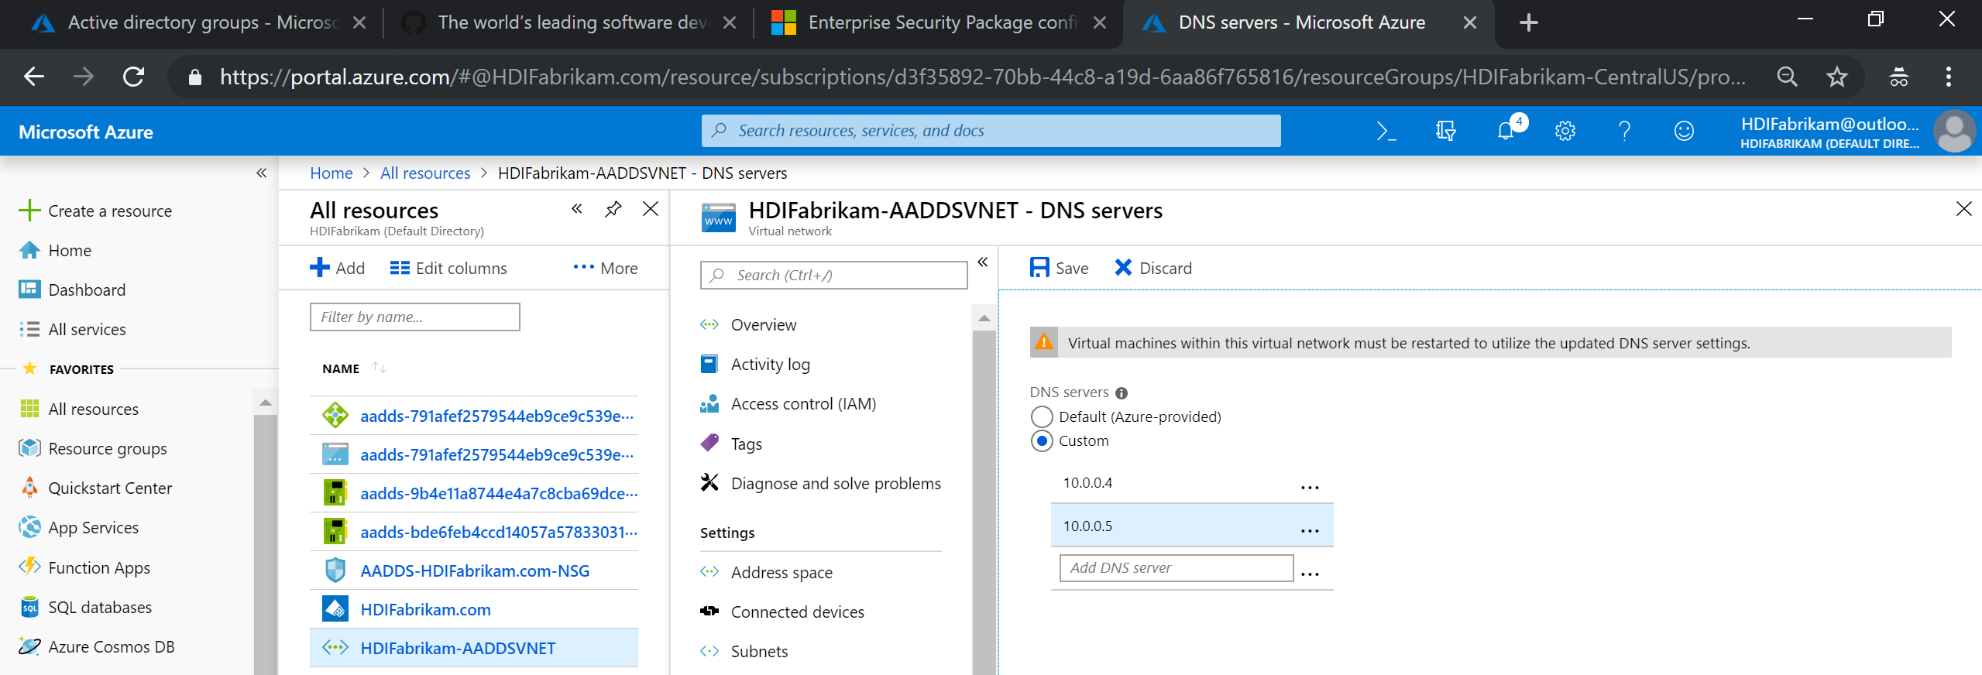 Active directory groups - Microso
The world's leading software dev
Enterprise Security Package confi
DNS servers - Microsoft Azure
https://portal.azure.com/#@HDIFabrikam.com/resource/subscriptions/d3f35892-70bb-44c8-a19d-6aa86f765816/resourceGroups/HDIFabrikam-CentralUS/pro...
Microsoft Azure
Search resources, services, and docs
4
HDIFabrikam@outloo...
HDIFABRIKAM (DEFAULT DIRE...
Home > All resources > HDIFabrikam-AADDSVNET - DNS servers
Create a resource
Home
Dashboard
All services
FAVORITES
All resources
Resource groups
Quickstart Center
App Services
Function Apps
SQL databases
Azure Cosmos DB
All resources
HDIFabrikam (Default Directory)
Add
Edit columns
More
Filter by name...
NAME
aadds-791afef2579544eb9ce9c539e...
aadds-791afef2579544eb9ce9c539e...
aadds-9b4e11a8744e4a7c8cba69dce...
aadds-bde6feb4ccd14057a57833031...
AADDS-HDIFabrikam.com-NSG
HDIFabrikam.com
HDIFabrikam-AADDSVNET
www
HDIFabrikam-AADDSVNET - DNS servers
Virtual network
Search (Ctrl+/)
Overview
Activity log
Access control (IAM)
Tags
Diagnose and solve problems
Settings
Address space
Connected devices
Subnets
Save
Discard
Virtual machines within this virtual network must be restarted to utilize the updated DNS server settings.
DNS servers
Default (Azure-provided)
Custom
10.0.0.4
...
10.0.0.5
...
Add DNS server
...